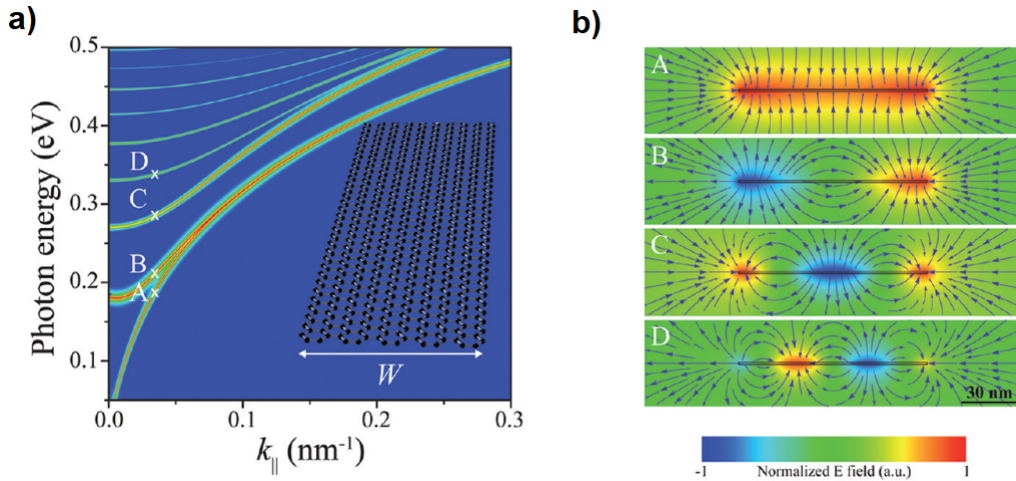 a)
Photon energy (eV)
0.5
0.4
0.3
0.2
0.1
D
C
B
A
W
0.0
0.1
0.2
0.3
k|| (nm-1)
b)
A
B
C
D
30 nm
-1 Normalized E field (a.u.) 1